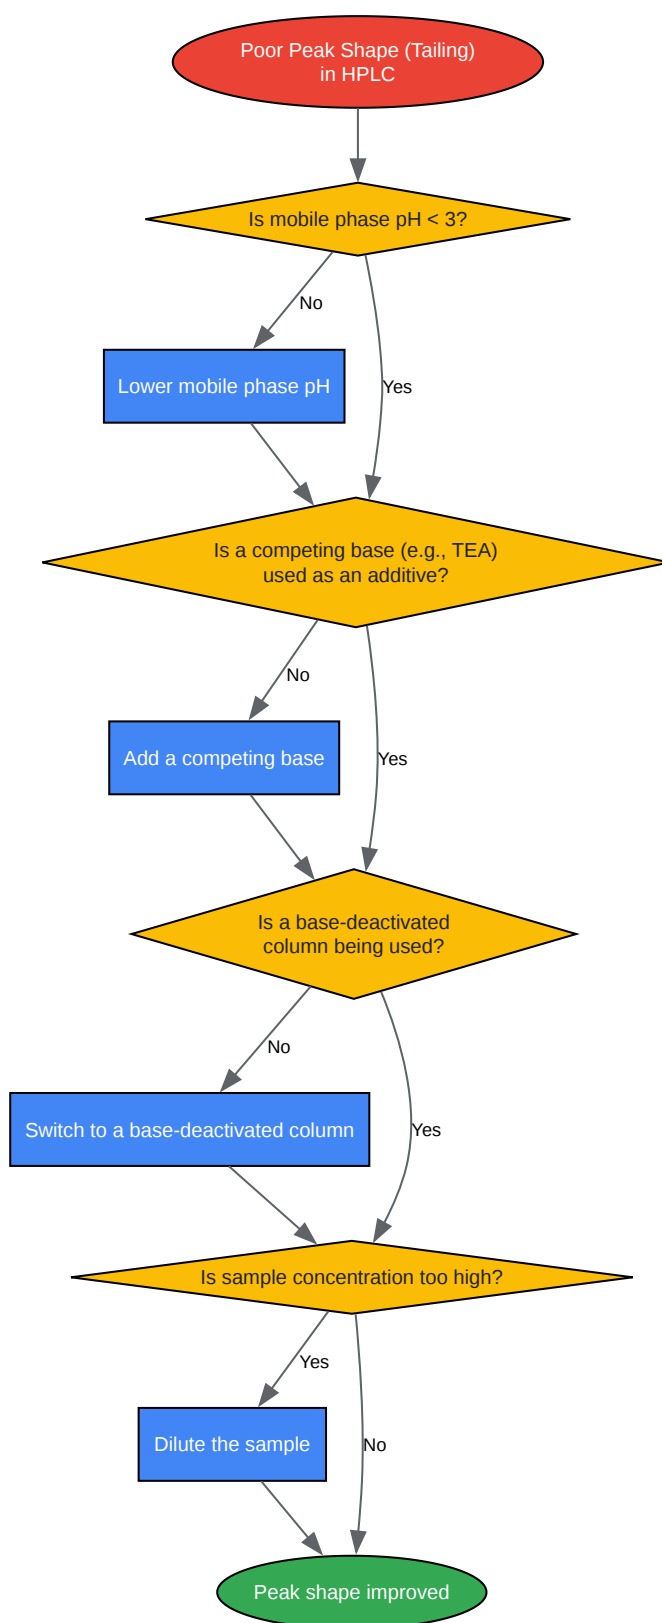 Poor Peak Shape (Tailing)
in HPLC
Is mobile phase pH < 3?
No
Lower mobile phase pH
Yes
Is a competing base (e.g., TEA)
used as an additive?
No
Add a competing base
Yes
Is a base-deactivated
column being used?
No
Switch to a base-deactivated column
Yes
Is sample concentration too high?
Yes
Dilute the sample
No
Peak shape improved